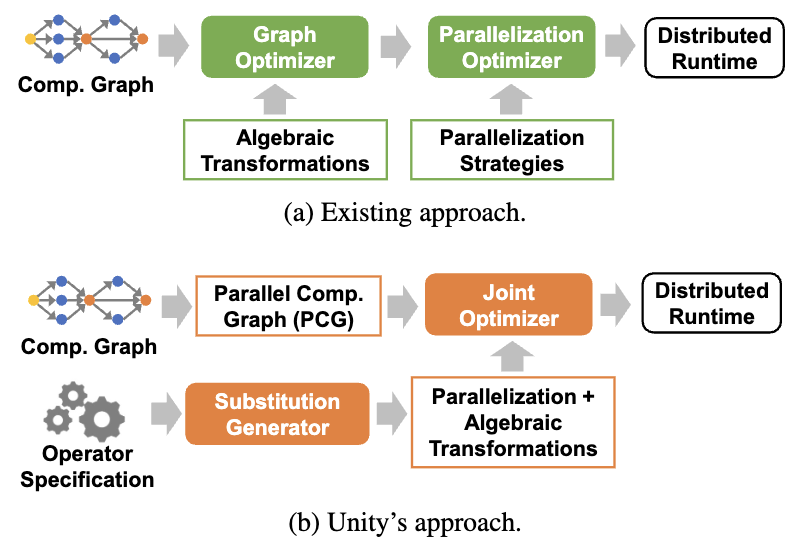 Comp. Graph
Graph
Optimizer
Parallelization
Optimizer
Distributed
Runtime
Algebraic
Transformations
Parallelization
Strategies
(a) Existing approach.
Comp. Graph
Parallel Comp.
Graph (PCG)
Joint
Optimizer
Distributed
Runtime
Operator
Specification
Substitution
Generator
Parallelization +
Algebraic
Transformations
(b) Unity’s approach.